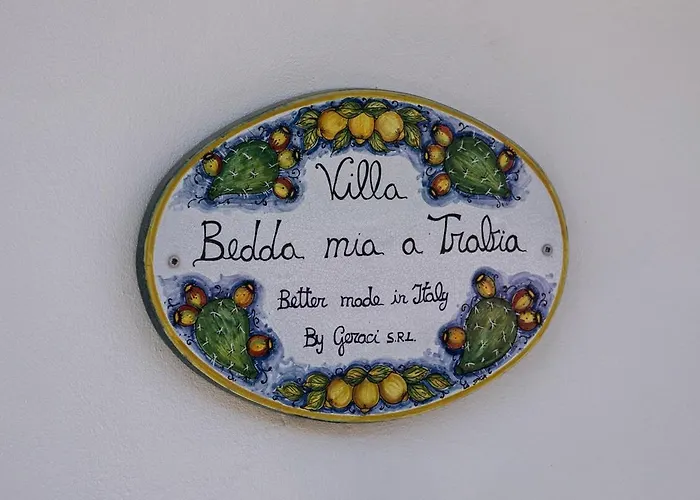 Villa
Bedda mia a Trabia
Better made in Italy
By Geraci S.R.L.